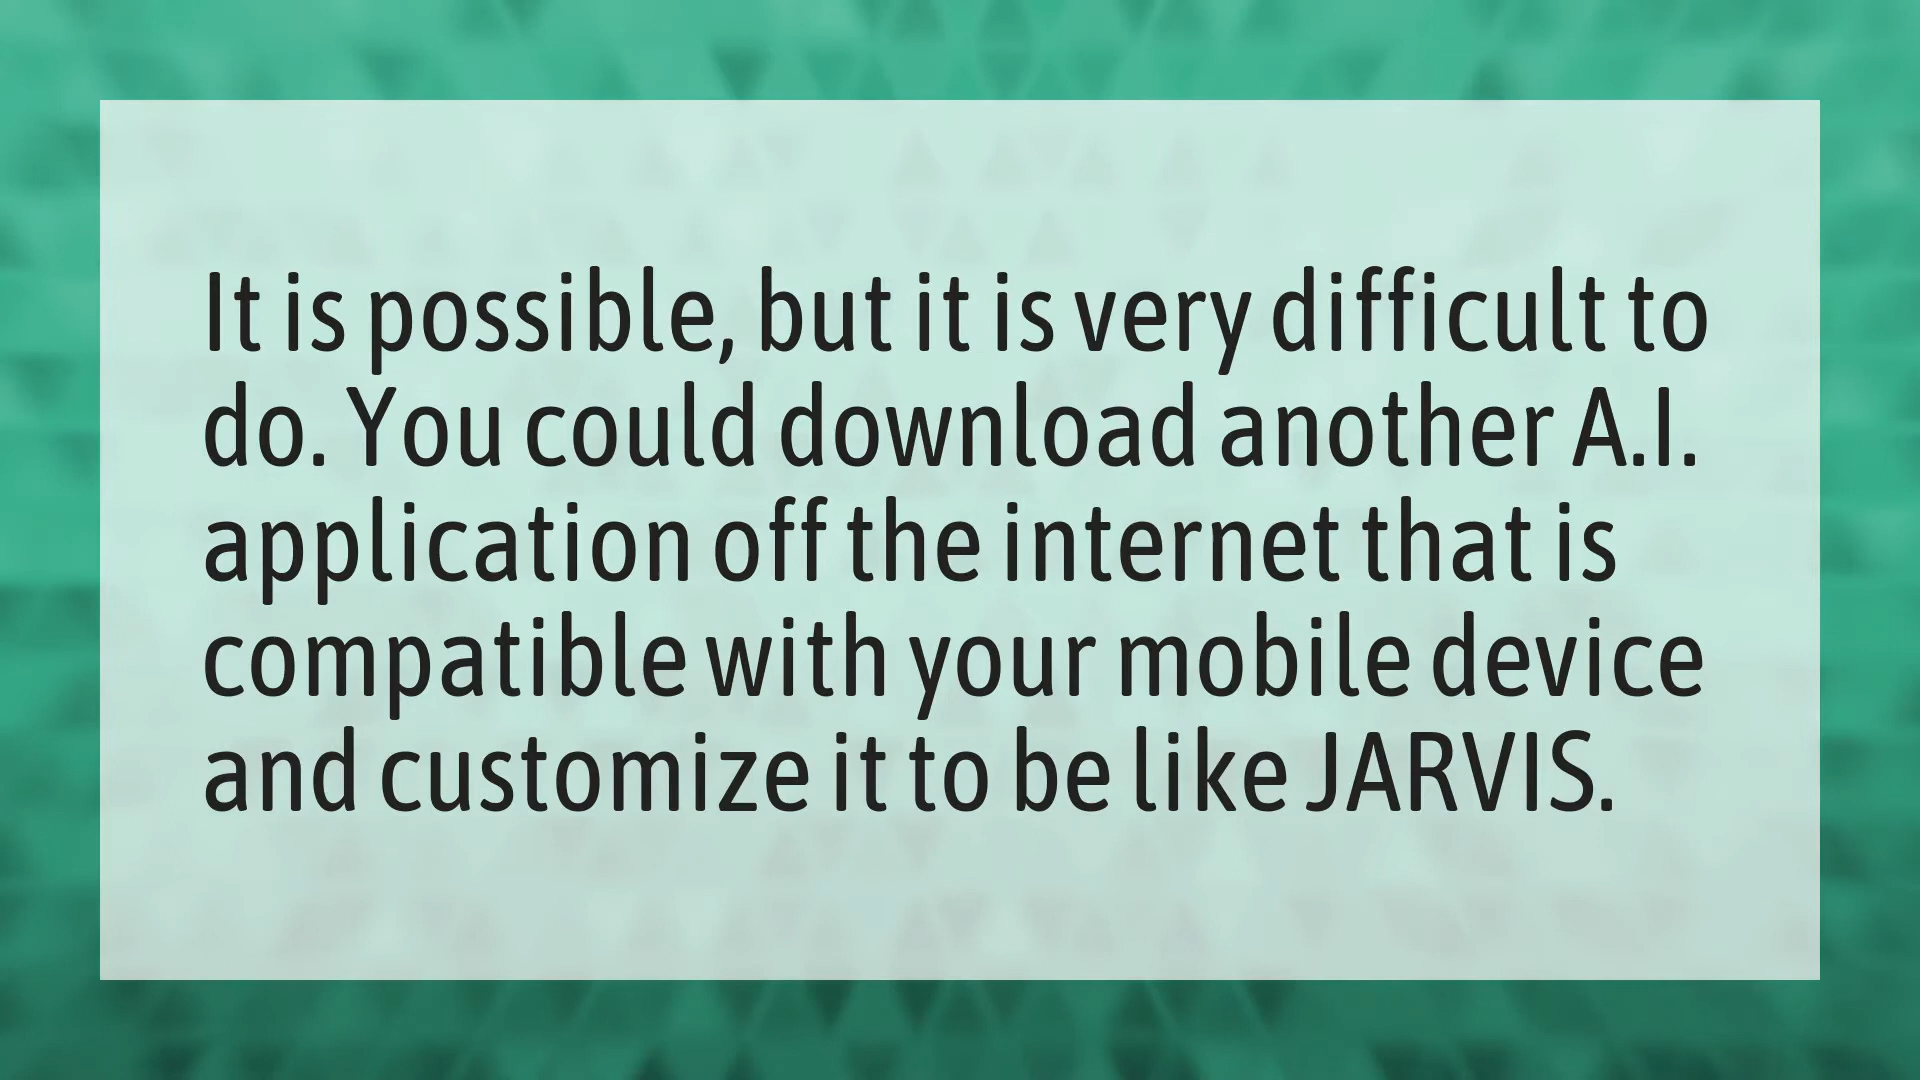 It is possible, but it is very difficult to
do. You could download another A.I.
application off the internet that is
compatible with your mobile device
and customize it to be like JARVIS.